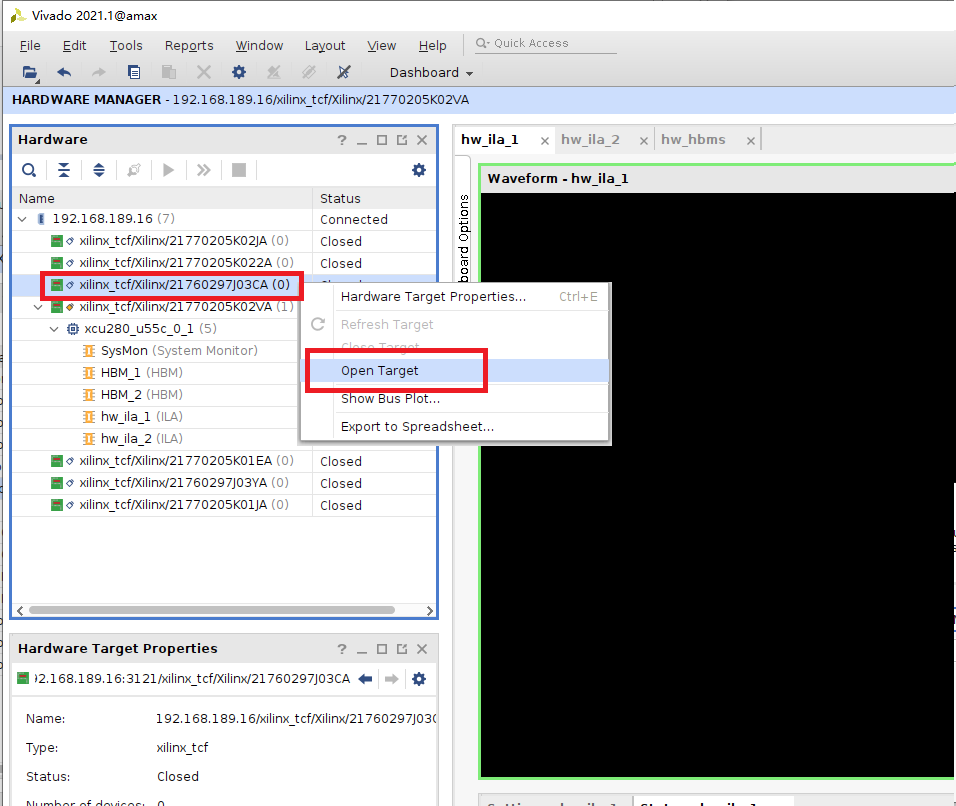 Vivado 2021.1@amax
File Edit Tools Reports Window Layout View Help Quick Access
Dashboard
HARDWARE MANAGER - 192.168.189.16/xilinx_tcf/Xilinx/21770205K02VA
Hardware
Name Status
192.168.189.16 (7) Connected
xilinx_tcf/Xilinx/21770205K02JA (0) Closed
xilinx_tcf/Xilinx/21770205K022A (0) Closed
xilinx_tcf/Xilinx/21760297J03CA (0)
xilinx_tcf/Xilinx/21770205K02VA (1)
xcu280_u55c_0_1 (5)
SysMon (System Monitor)
HBM_1 (HBM)
HBM_2 (HBM)
hw_ila_1 (ILA)
hw_ila_2 (ILA)
xilinx_tcf/Xilinx/21770205K01EA (0) Closed
xilinx_tcf/Xilinx/21760297J03YA (0) Closed
xilinx_tcf/Xilinx/21770205K01JA (0) Closed
Hardware Target Properties... Ctrl+E
Refresh Target
Close Target
Open Target
Show Bus Plot...
Export to Spreadsheet...
hw_ila_1 hw_ila_2 hw_hbms
Options
Waveform - hw_ila_1
Hardware Target Properties
2.168.189.16:3121/xilinx_tcf/Xilinx/21760297J03CA
Name: 192.168.189.16/xilinx_tcf/Xilinx/21760297J03C
Type: xilinx_tcf
Status: Closed
Number of devices: 0